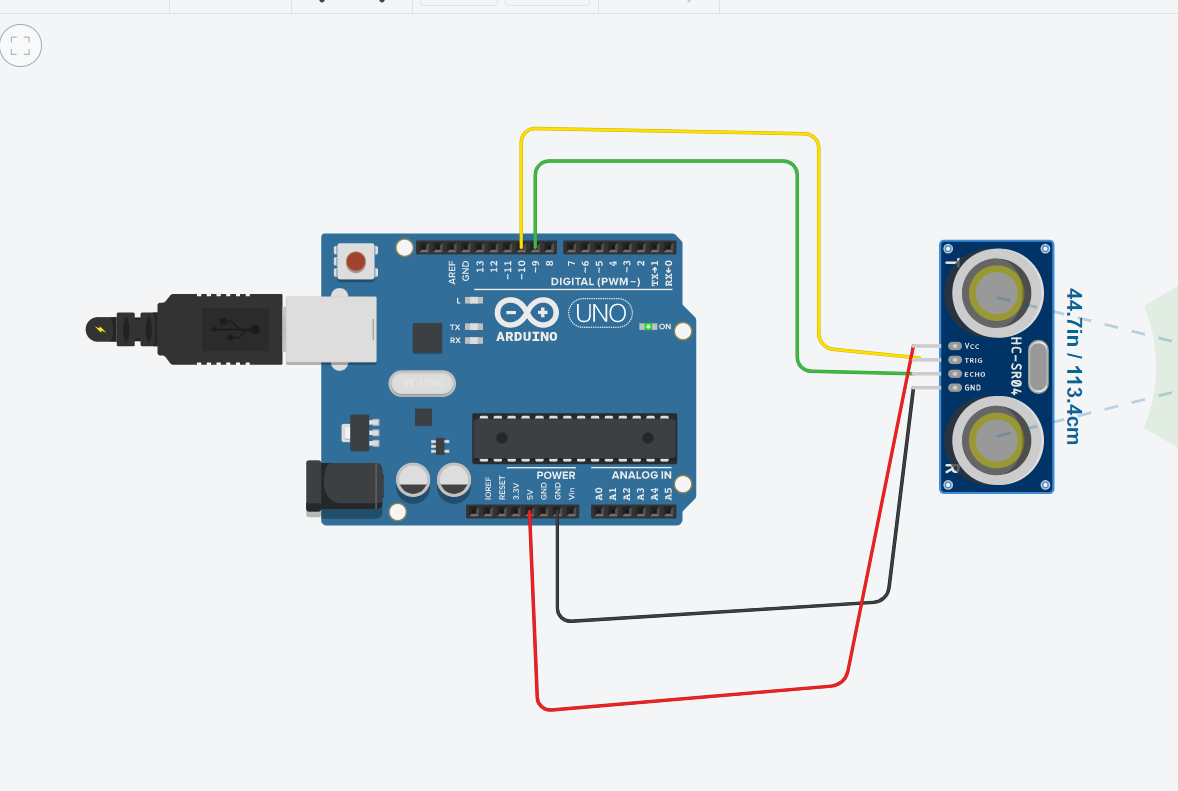 AREF
GND
13
12
~11
~10
~9
8
7
~6
~5
4
~3
2
TX→1
RX←0
DIGITAL (PWM~)
L
TX
RX
UNO
ON
ARDUINO
POWER
ANALOG IN
IOREF
RESET
3.3V
5V
GND
GND
Vin
A0
A1
A2
A3
A4
A5
T
Vcc
TRIG
ECHO
GND
HC-SR04
R
44.7in / 113.4cm